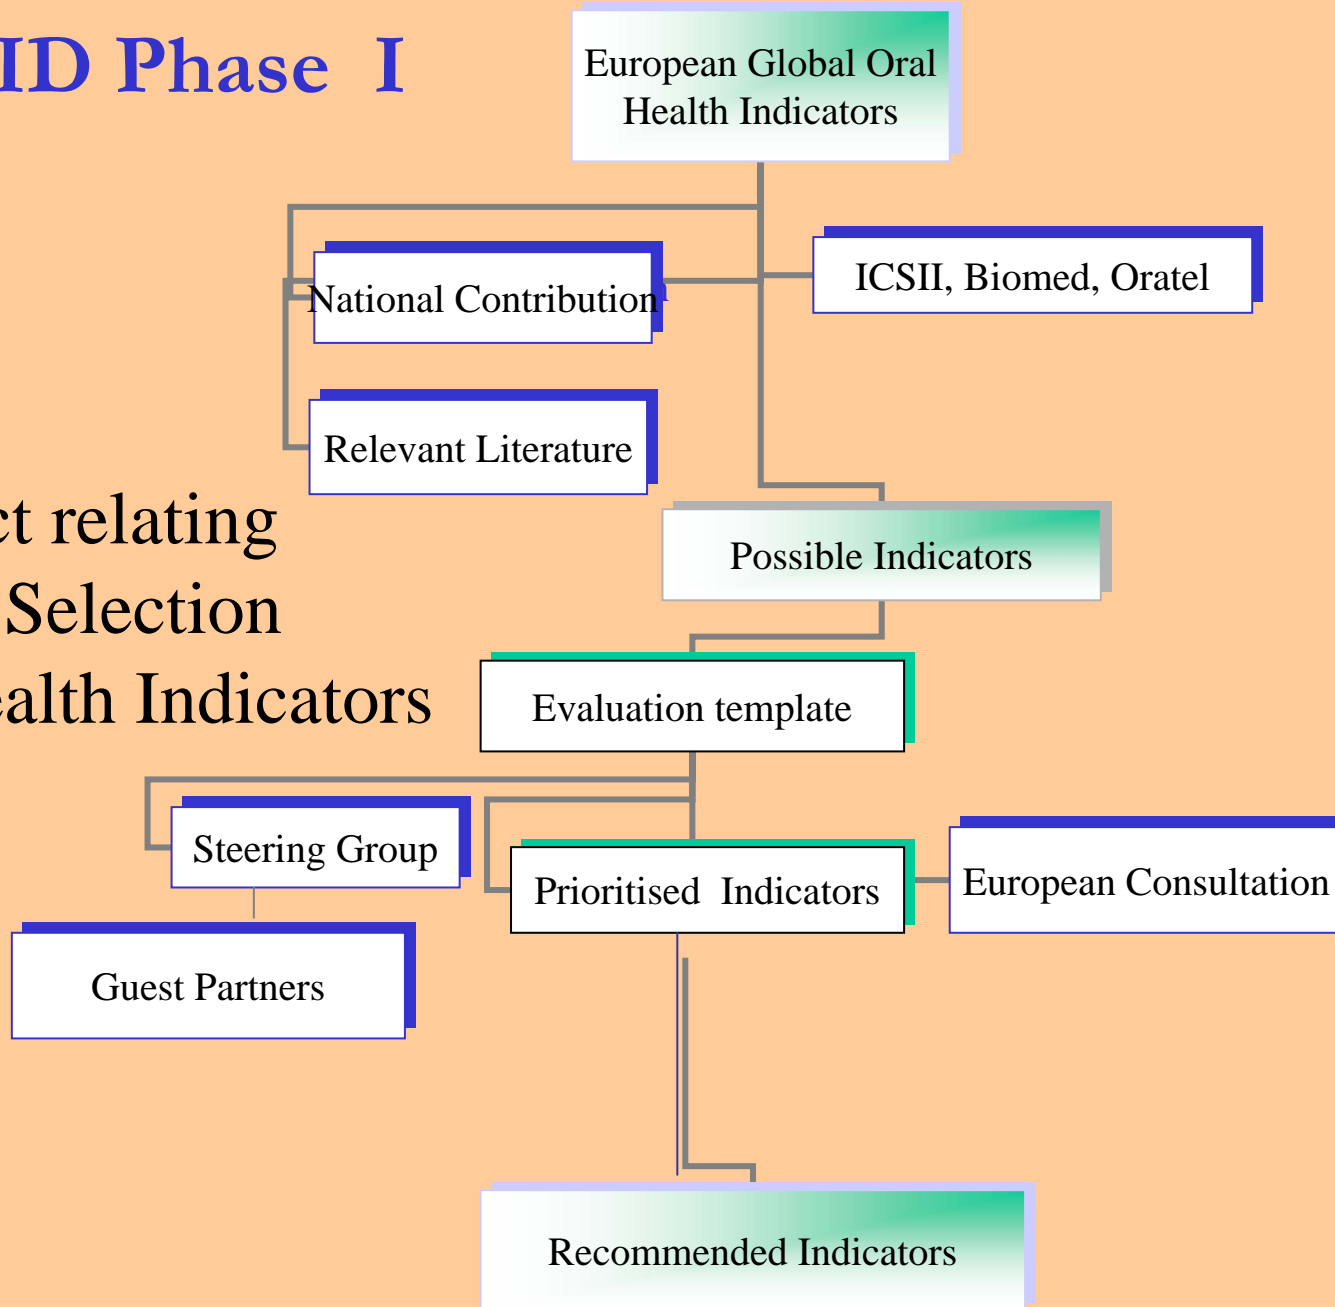 ID Phase I
European Global Oral
Health Indicators
ICSII, Biomed, Oratel
National Contribution
Relevant Literature
ct relating
Selection
ealth Indicators
Possible Indicators
Evaluation template
Steering Group
Prioritised Indicators
European Consultation
Guest Partners
Recommended Indicators